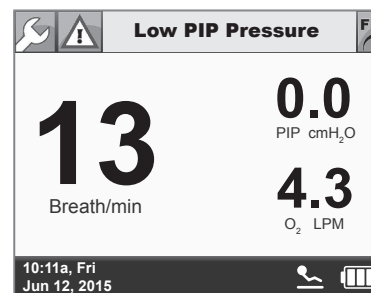 Low PIP Pressure
F
13
Breath/min
0.0
PIP cmH₂O
4.3
O₂ LPM
10:11a, Fri
Jun 12, 2015